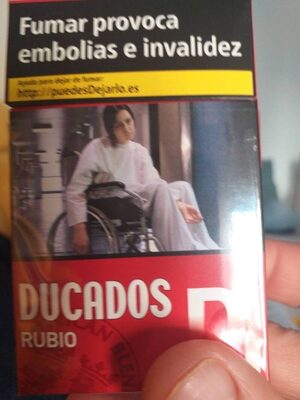 Fumar provoca
embolias e invalidez
Ayuda para dejar de fumar:
http://puedesDejarlo.es
DUCADOS
RUBIO